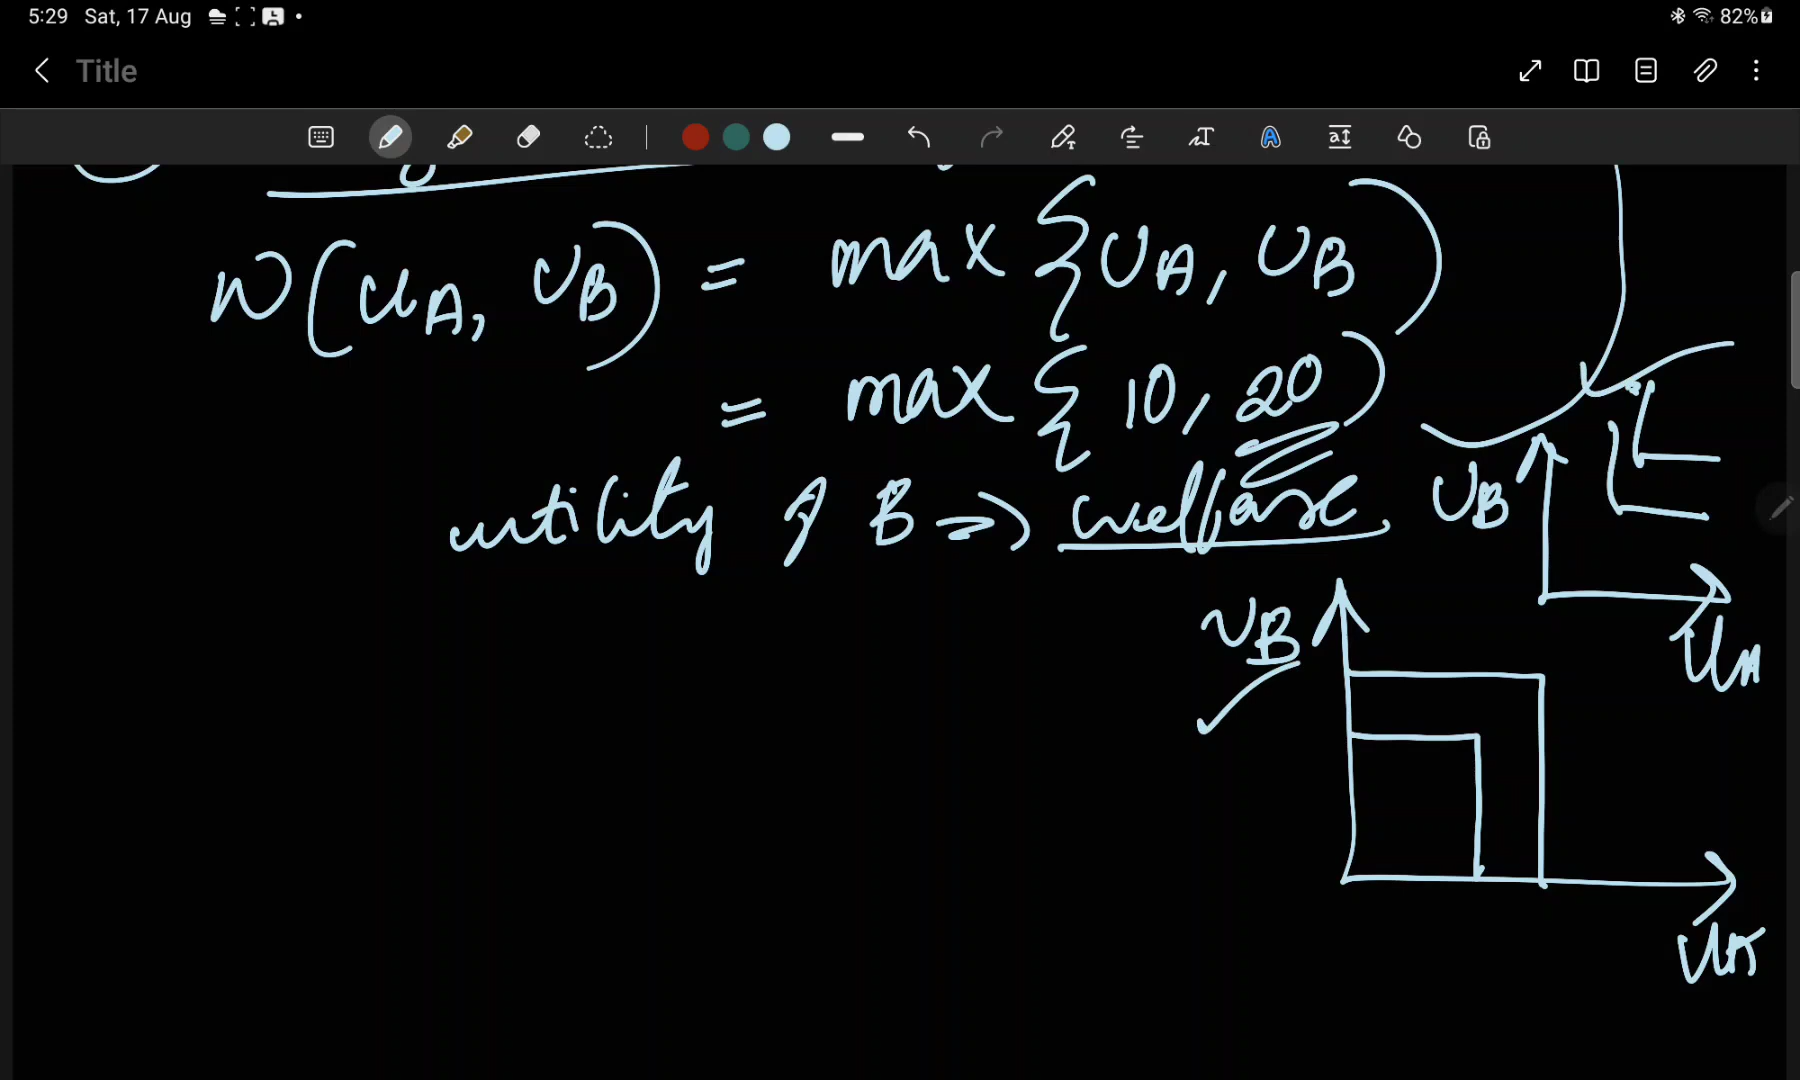 5:29 Sat, 17 Aug
82%
Title
W(UA, UB) = max {UA, UB)
= max { 10, 20)
utility of B => welfare.
UB
UA
UB
UA